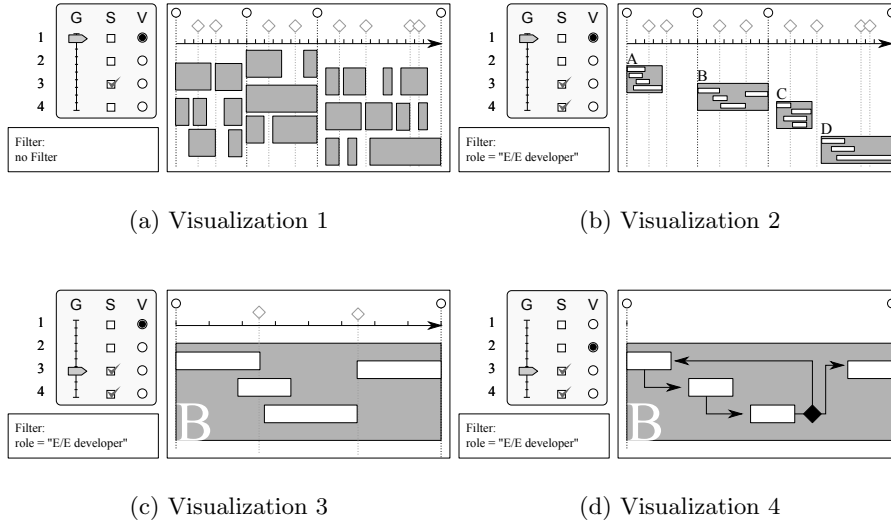 G S V
1
2
3
4
Filter:
no Filter
(a) Visualization 1
G S V
1
2
3
4
Filter:
role = "E/E developer"
A
B
C
D
(b) Visualization 2
G S V
1
2
3
4
Filter:
role = "E/E developer"
B
(c) Visualization 3
G S V
1
2
3
4
Filter:
role = "E/E developer"
B
(d) Visualization 4